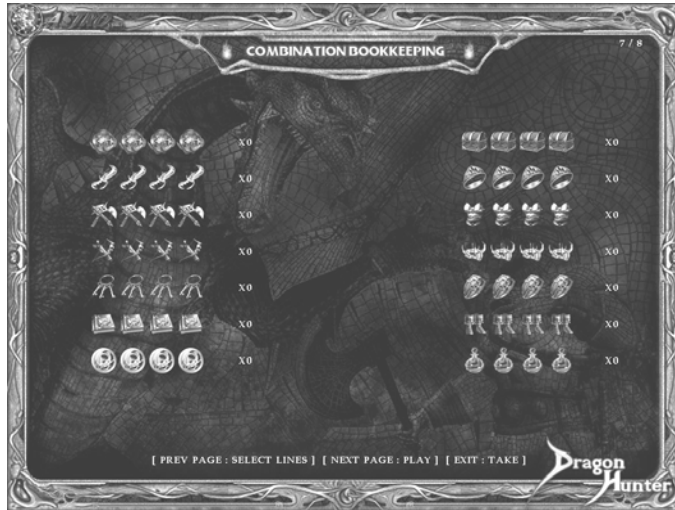 COMBINATION BOOKKEEPING
7 / 8
X0 X0
X0 X0
X0 X0
X0 X0
X0 X0
X0 X0
X0 X0
[ PREV PAGE : SELECT LINES ] [ NEXT PAGE : PLAY ] [ EXIT : TAKE ]
Dragon
Hunter